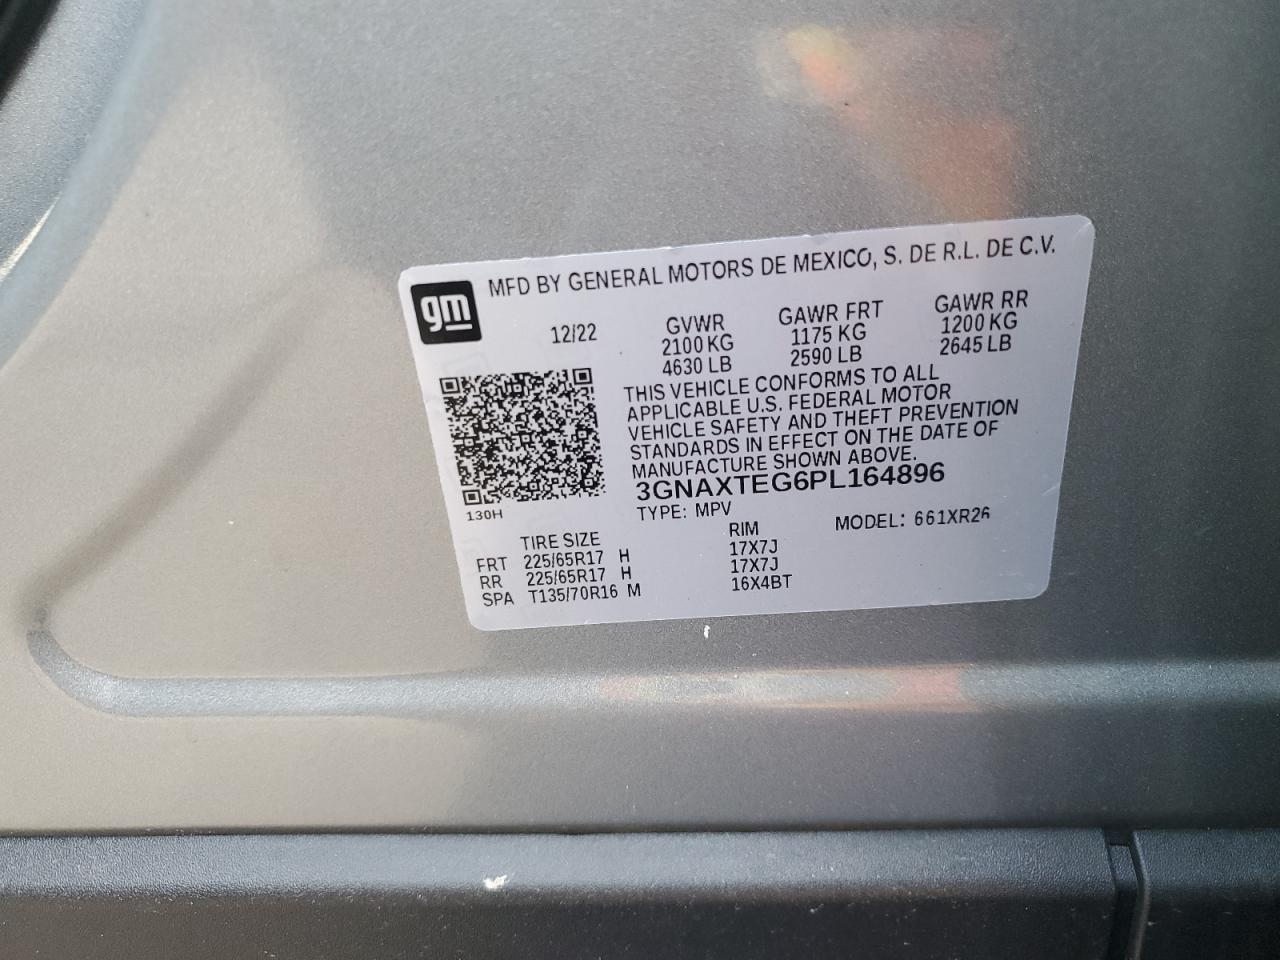 MFD BY GENERAL MOTORS DE MEXICO, S. DE R.L. DE C.V.
gm
12/22
GVWR
2100 KG
4630 LB
GAWR FRT
1175 KG
2590 LB
GAWR RR
1200 KG
2645 LB
THIS VEHICLE CONFORMS TO ALL
APPLICABLE U.S. FEDERAL MOTOR
VEHICLE SAFETY AND THEFT PREVENTION
STANDARDS IN EFFECT ON THE DATE OF
MANUFACTURE SHOWN ABOVE.
3GNAXTEG6PL164896
130H
TYPE: MPV
MODEL: 661XR26
TIRE SIZE RIM
FRT 225/65R17 H 17X7J
RR 225/65R17 H 17X7J
SPA T135/70R16 M 16X4BT